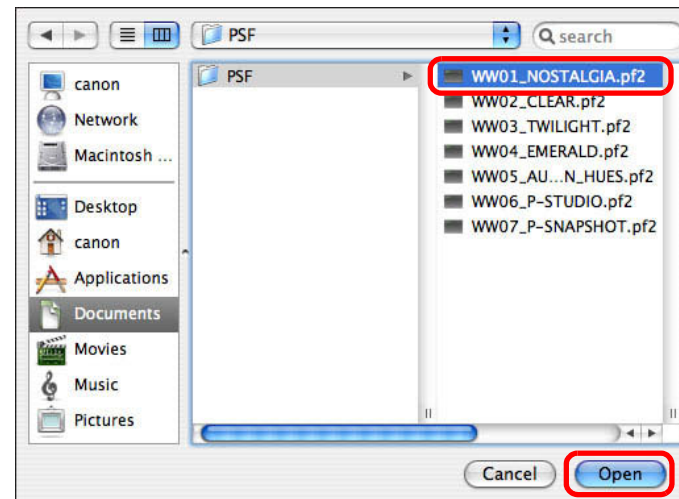 PSF
search
canon
Network
Macintosh ...
Desktop
canon
Applications
Documents
Movies
Music
Pictures
PSF
WW01_NOSTALGIA.pf2
WW02_CLEAR.pf2
WW03_TWILIGHT.pf2
WW04_EMERALD.pf2
WW05_AU...N_HUES.pf2
WW06_P-STUDIO.pf2
WW07_P-SNAPSHOT.pf2
Cancel
Open